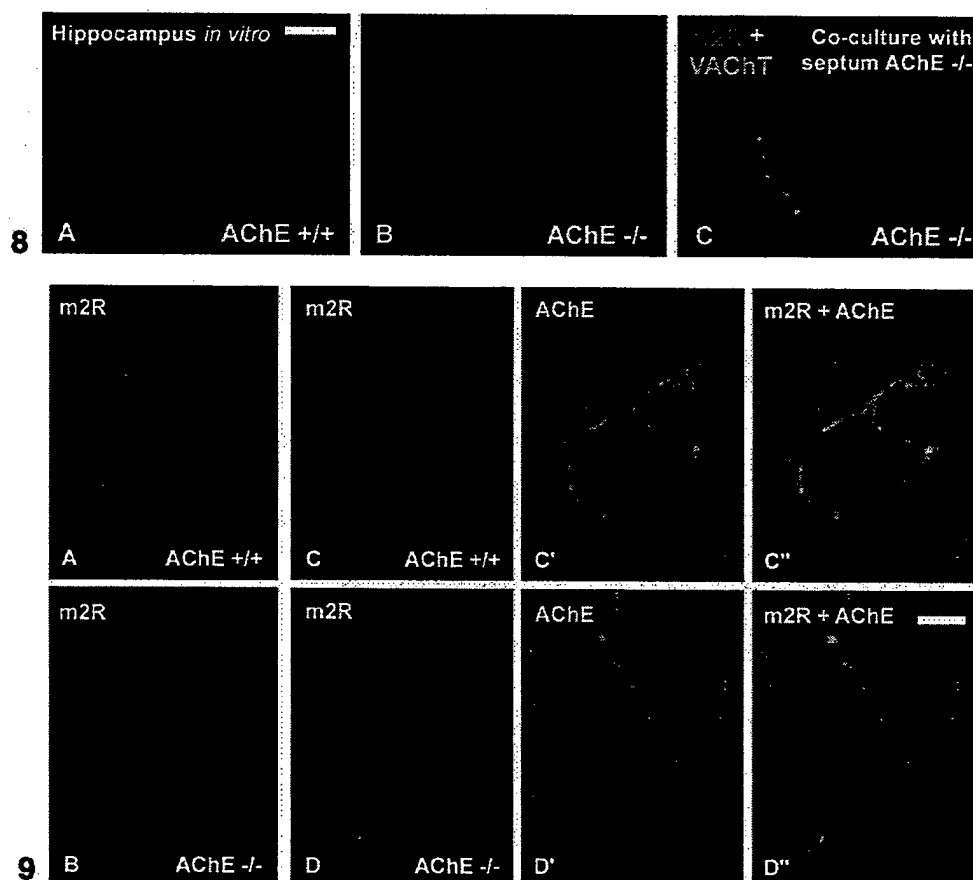 Hippocampus in vitro
A AChE +/+
B AChE -/-
m2R + VAChT
Co-culture with septum AChE -/-
C AChE -/-
8
m2R
A AChE +/+
m2R
C AChE +/+
AChE
C'
m2R + AChE
C"
m2R
B AChE -/-
m2R
D AChE -/-
AChE
D'
m2R + AChE
D"
9